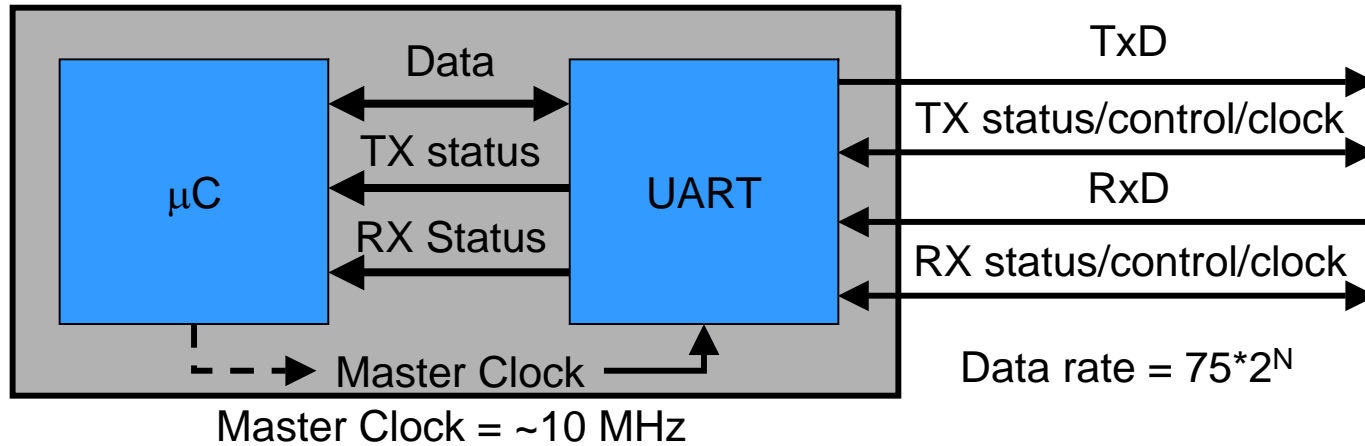 TxD
Data
TX status/control/clock
TX status
μC
UART
RxD
RX Status
RX status/control/clock
Master Clock
Data rate = 75*2ᴺ
Master Clock = ~10 MHz